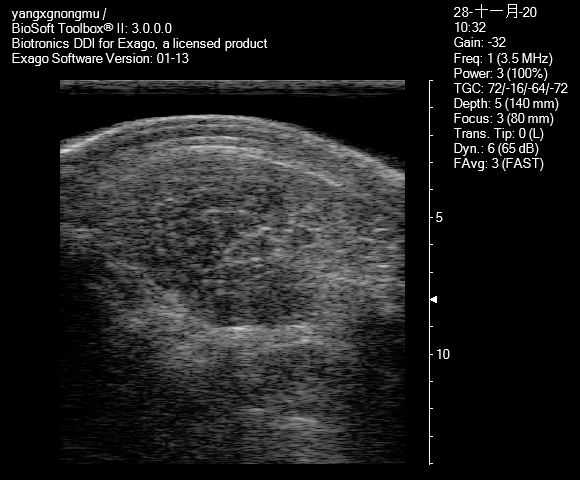 yangxgnongmu /
BioSoft Toolbox® II: 3.0.0.0
Biotronics DDI for Exago, a licensed product
Exago Software Version: 01-13
28-十一月-20
10:32
Gain: -32
Freq: 1 (3.5 MHz)
Power: 3 (100%)
TGC: 72/-16/-64/-72
Depth: 5 (140 mm)
Focus: 3 (80 mm)
Trans. Tip: 0 (L)
Dyn.: 6 (65 dB)
FAvg: 3 (FAST)
5
10